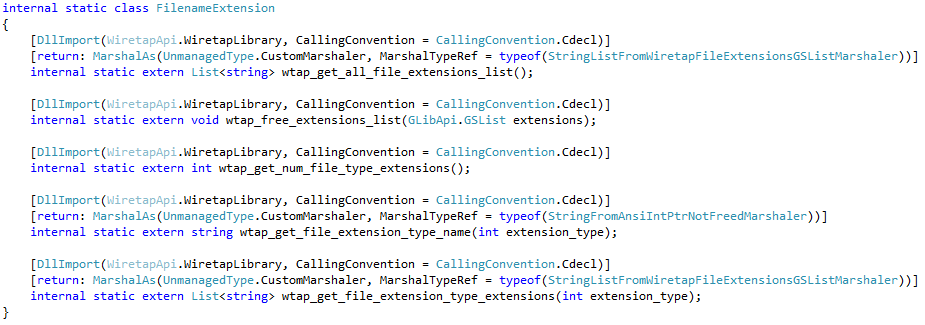 internal static class FilenameExtension
{
[DllImport(WiretapApi.WiretapLibrary, CallingConvention = CallingConvention.Cdecl)]
[return: MarshalAs(UnmanagedType.CustomMarshaler, MarshalTypeRef = typeof(StringListFromWiretapFileExtensionsGSListMarshaler))]
internal static extern List<string> wtap_get_all_file_extensions_list();
[DllImport(WiretapApi.WiretapLibrary, CallingConvention = CallingConvention.Cdecl)]
internal static extern void wtap_free_extensions_list(GLibApi.GSList extensions);
[DllImport(WiretapApi.WiretapLibrary, CallingConvention = CallingConvention.Cdecl)]
internal static extern int wtap_get_num_file_type_extensions();
[DllImport(WiretapApi.WiretapLibrary, CallingConvention = CallingConvention.Cdecl)]
[return: MarshalAs(UnmanagedType.CustomMarshaler, MarshalTypeRef = typeof(StringFromAnsiIntPtrNotFreedMarshaler))]
internal static extern string wtap_get_file_extension_type_name(int extension_type);
[DllImport(WiretapApi.WiretapLibrary, CallingConvention = CallingConvention.Cdecl)]
[return: MarshalAs(UnmanagedType.CustomMarshaler, MarshalTypeRef = typeof(StringListFromWiretapFileExtensionsGSListMarshaler))]
internal static extern List<string> wtap_get_file_extension_type_extensions(int extension_type);
}